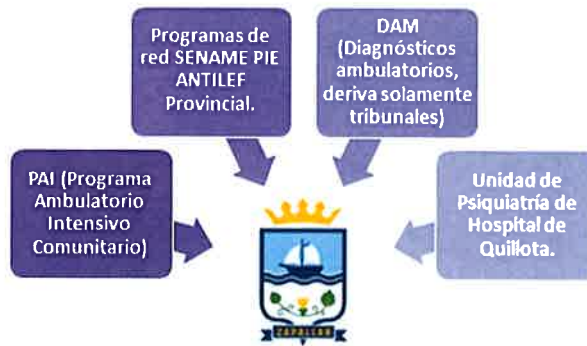 Programas de
red SENAME PIE
ANTILEF
Provincial.
DAM
(Diagnósticos
ambulatorios,
deriva solamente
tribunales)
PAI (Programa
Ambulatorio
Intensivo
Comunitario)
Unidad de
Psiquiatría de
Hospital de
Quillota.
ZAPALLAR